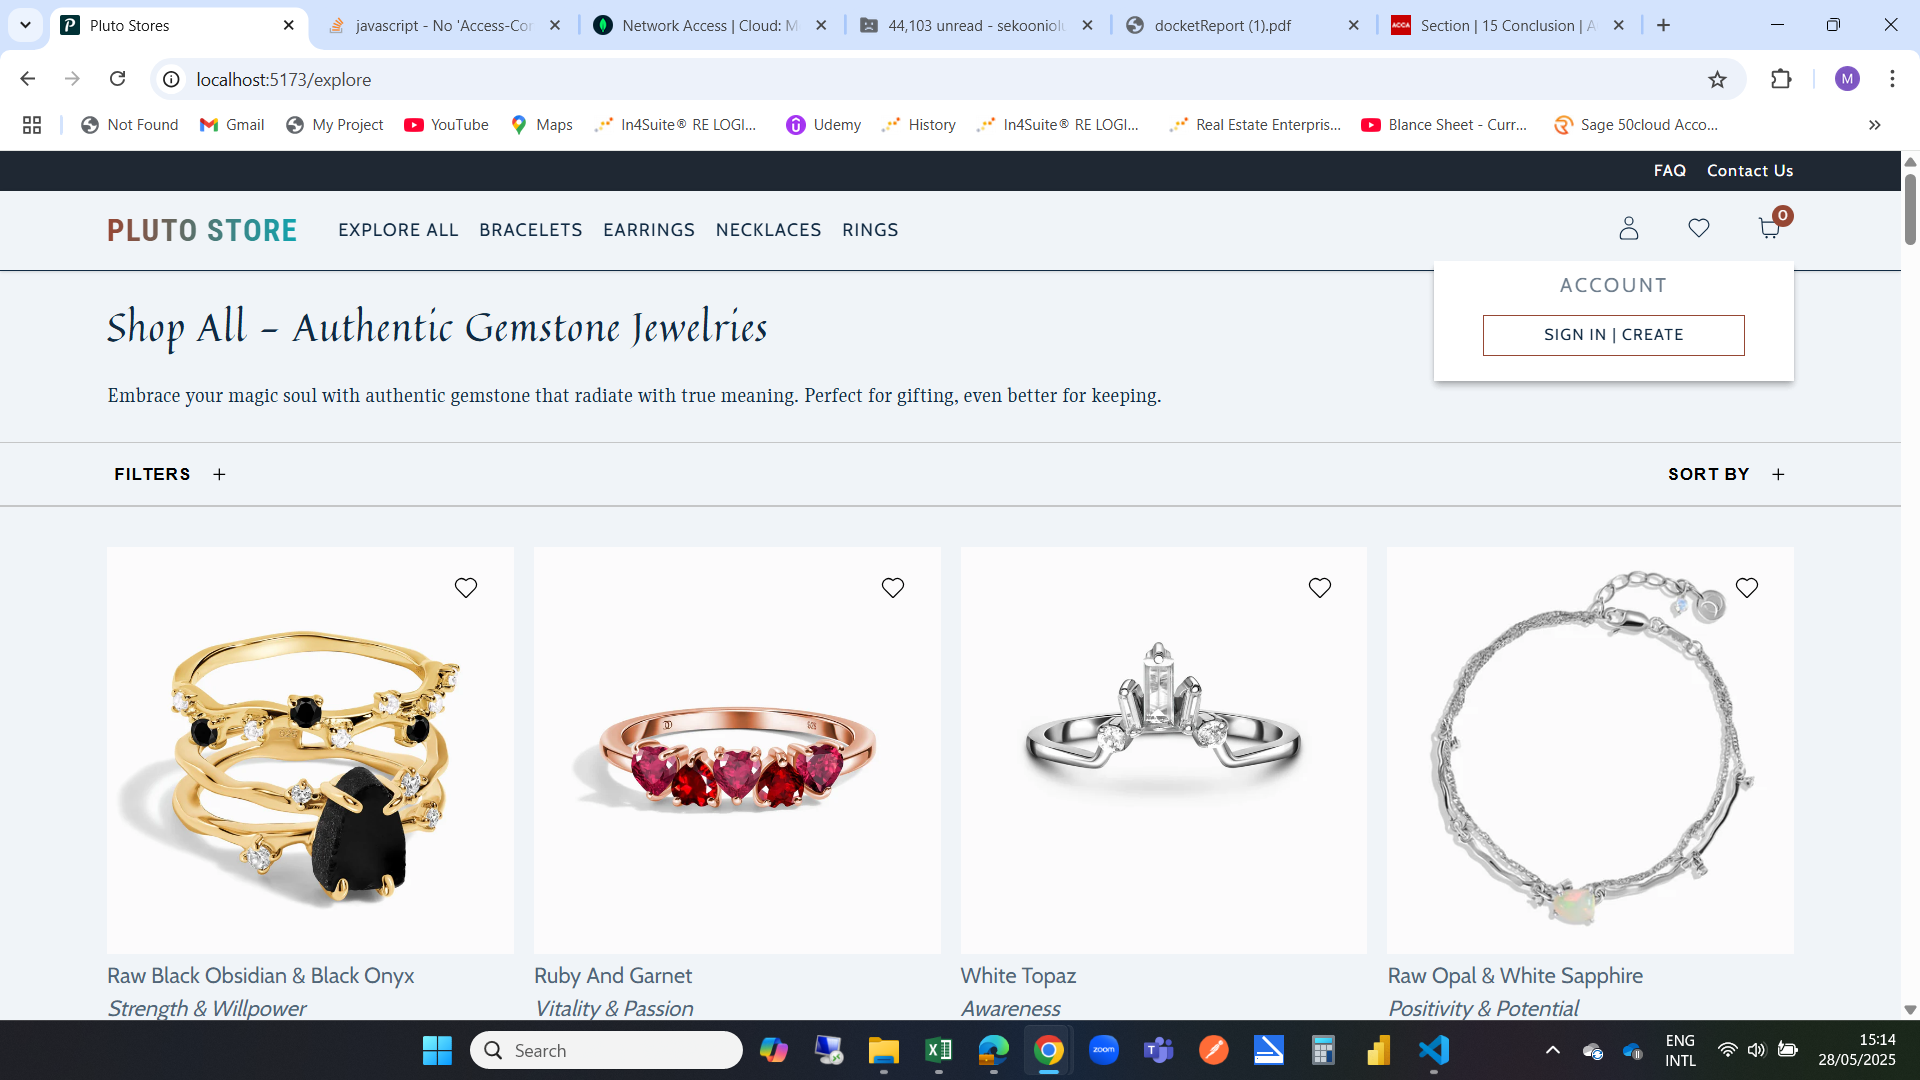 Pluto Stores
javascript - No 'Access-Cor
Network Access | Cloud: M
44,103 unread - sekooniolu
docketReport (1).pdf
Section | 15 Conclusion | A
localhost:5173/explore
M
Not Found
Gmail
My Project
YouTube
Maps
In4Suite® RE LOGI...
Udemy
History
In4Suite® RE LOGI...
Real Estate Enterpris...
Blance Sheet - Curr...
Sage 50cloud Acco...
FAQ
Contact Us
PLUTO STORE
EXPLORE ALL
BRACELETS
EARRINGS
NECKLACES
RINGS
0
ACCOUNT
SIGN IN | CREATE
Shop All – Authentic Gemstone Jewelries
Embrace your magic soul with authentic gemstone that radiate with true meaning. Perfect for gifting, even better for keeping.
FILTERS +
SORT BY +
Raw Black Obsidian & Black Onyx
Strength & Willpower
Ruby And Garnet
Vitality & Passion
White Topaz
Awareness
Raw Opal & White Sapphire
Positivity & Potential
Search
zoom
ENG
INTL
15:14
28/05/2025